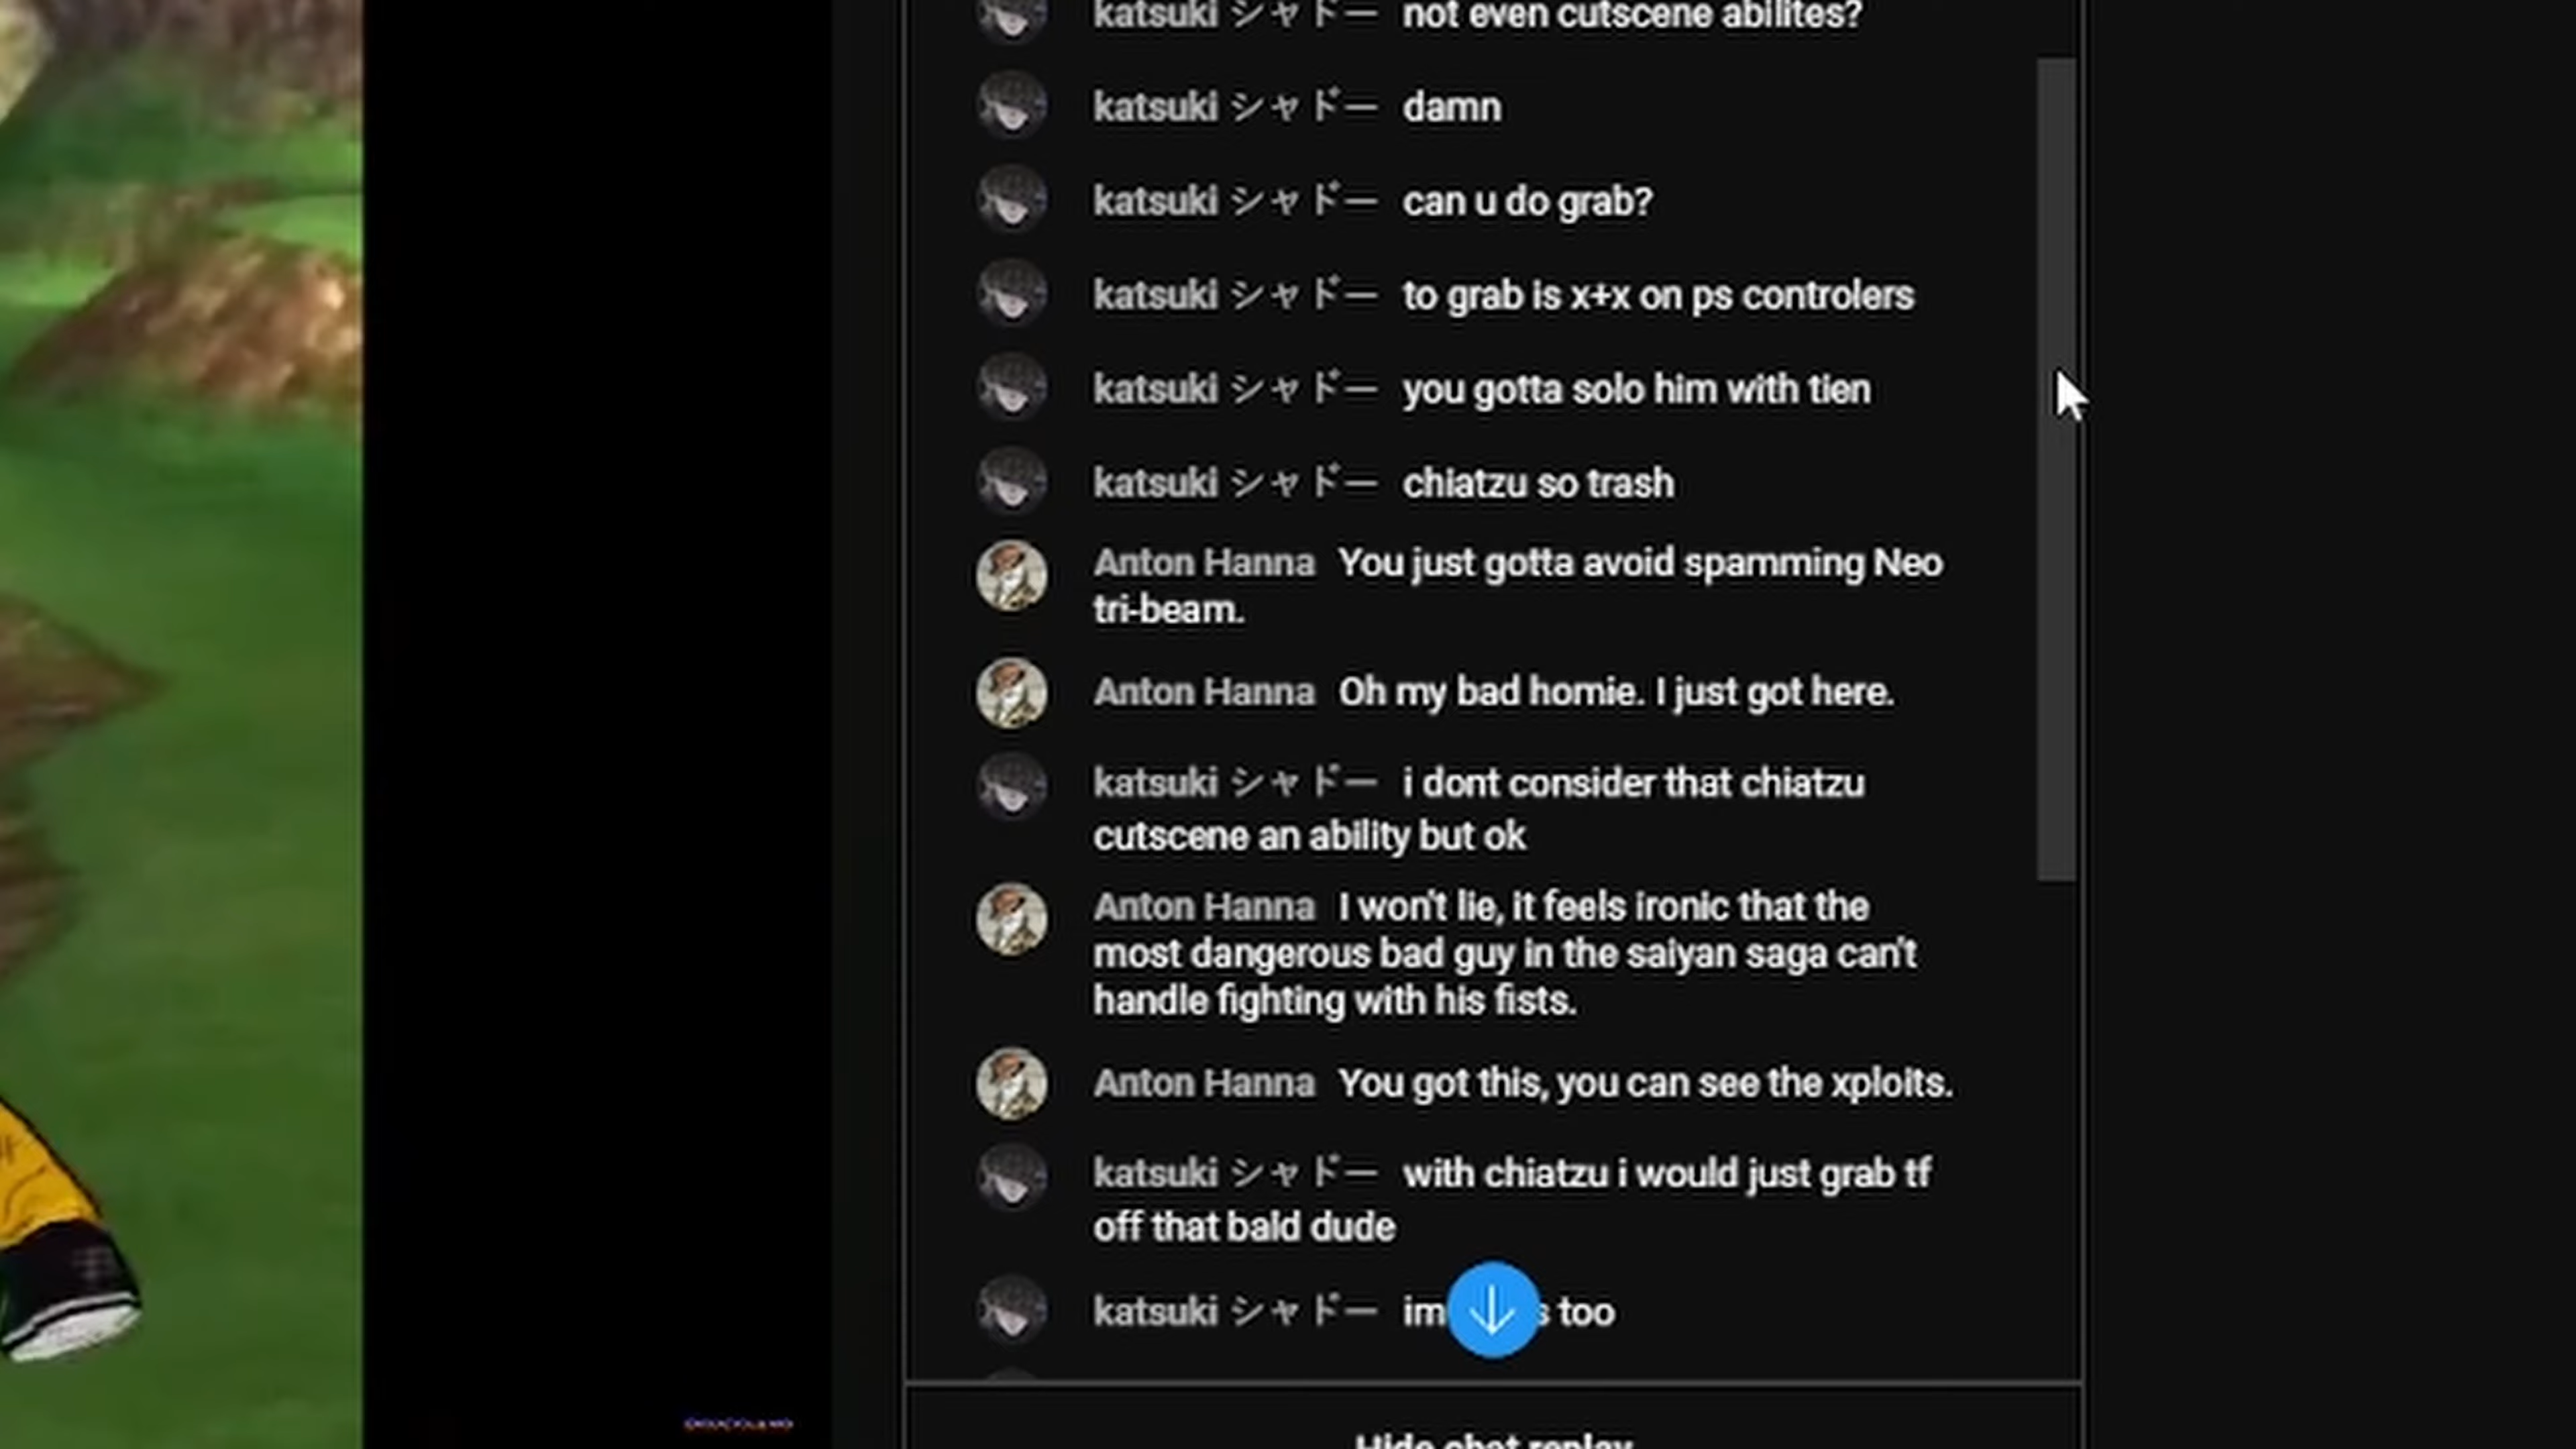 katsuki シャドー not even cutscene abilites?
katsuki シャドー damn
katsuki シャドー can u do grab?
katsuki シャドー to grab is x+x on ps controlers
katsuki シャドー you gotta solo him with tien
katsuki シャドー chiatzu so trash
Anton Hanna You just gotta avoid spamming Neo
tri-beam.
Anton Hanna Oh my bad homie. I just got here.
katsuki シャドー i dont consider that chiatzu
cutscene an ability but ok
Anton Hanna I won't lie, it feels ironic that the
most dangerous bad guy in the saiyan saga can't
handle fighting with his fists.
Anton Hanna You got this, you can see the xploits.
katsuki シャドー with chiatzu i would just grab tf
off that bald dude
katsuki シャドー too
Hide chat replay